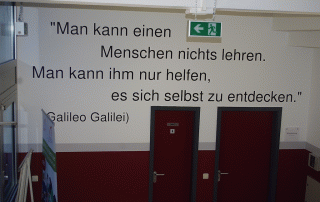 "Man kann einen
Menschen nichts lehren.
Man kann ihm nur helfen,
es sich selbst zu entdecken."
(Galileo Galilei)